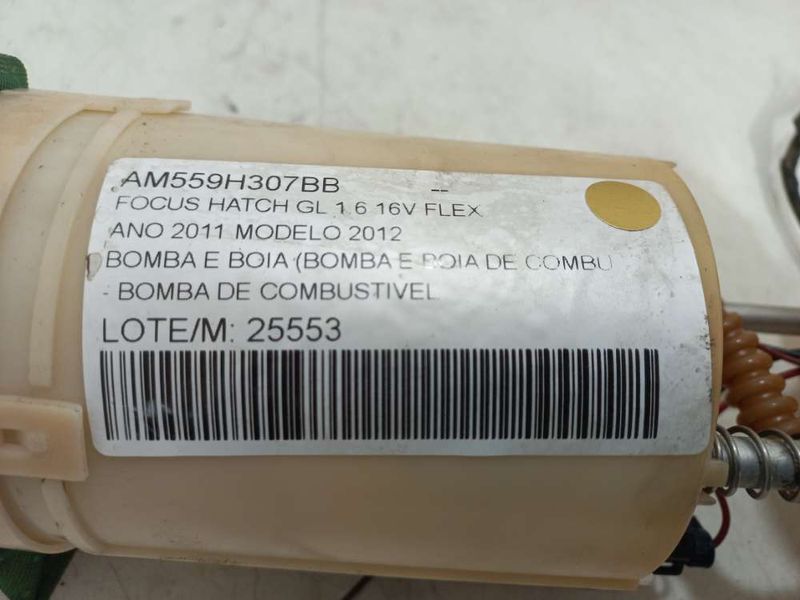 AM559H307BB --
FOCUS HATCH GL 1.6 16V FLEX
ANO 2011 MODELO 2012
BOMBA E BOIA (BOMBA E BOIA DE COMBU
- BOMBA DE COMBUSTIVEL
LOTE/M: 25553